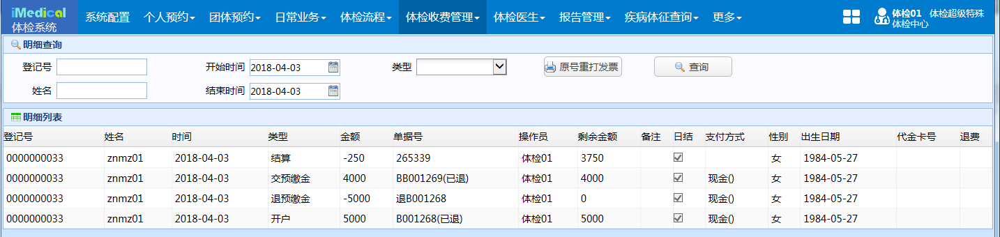 iMedical
体检系统
系统配置 个人预约 团体预约 日常业务 体检流程 体检收费管理 体检医生 报告管理 疾病体征查询 更多 体检01 体检超级特殊
体检中心
明细查询
登记号 开始时间 2018-04-03 类型 原号重打发票 查询
姓名 结束时间 2018-04-03
明细列表
登记号 姓名 时间 类型 金额 单据号 操作员 剩余金额 备注 日结 支付方式 性别 出生日期 代金卡号 退费
0000000033 znmz01 2018-04-03 结算 -250 265339 体检01 3750 女 1984-05-27
0000000033 znmz01 2018-04-03 交预缴金 4000 BB001269(已退) 体检01 4000 现金() 女 1984-05-27
0000000033 znmz01 2018-04-03 退预缴金 -5000 退B001268 体检01 0 现金() 女 1984-05-27
0000000033 znmz01 2018-04-03 开户 5000 B001268(已退) 体检01 5000 现金() 女 1984-05-27